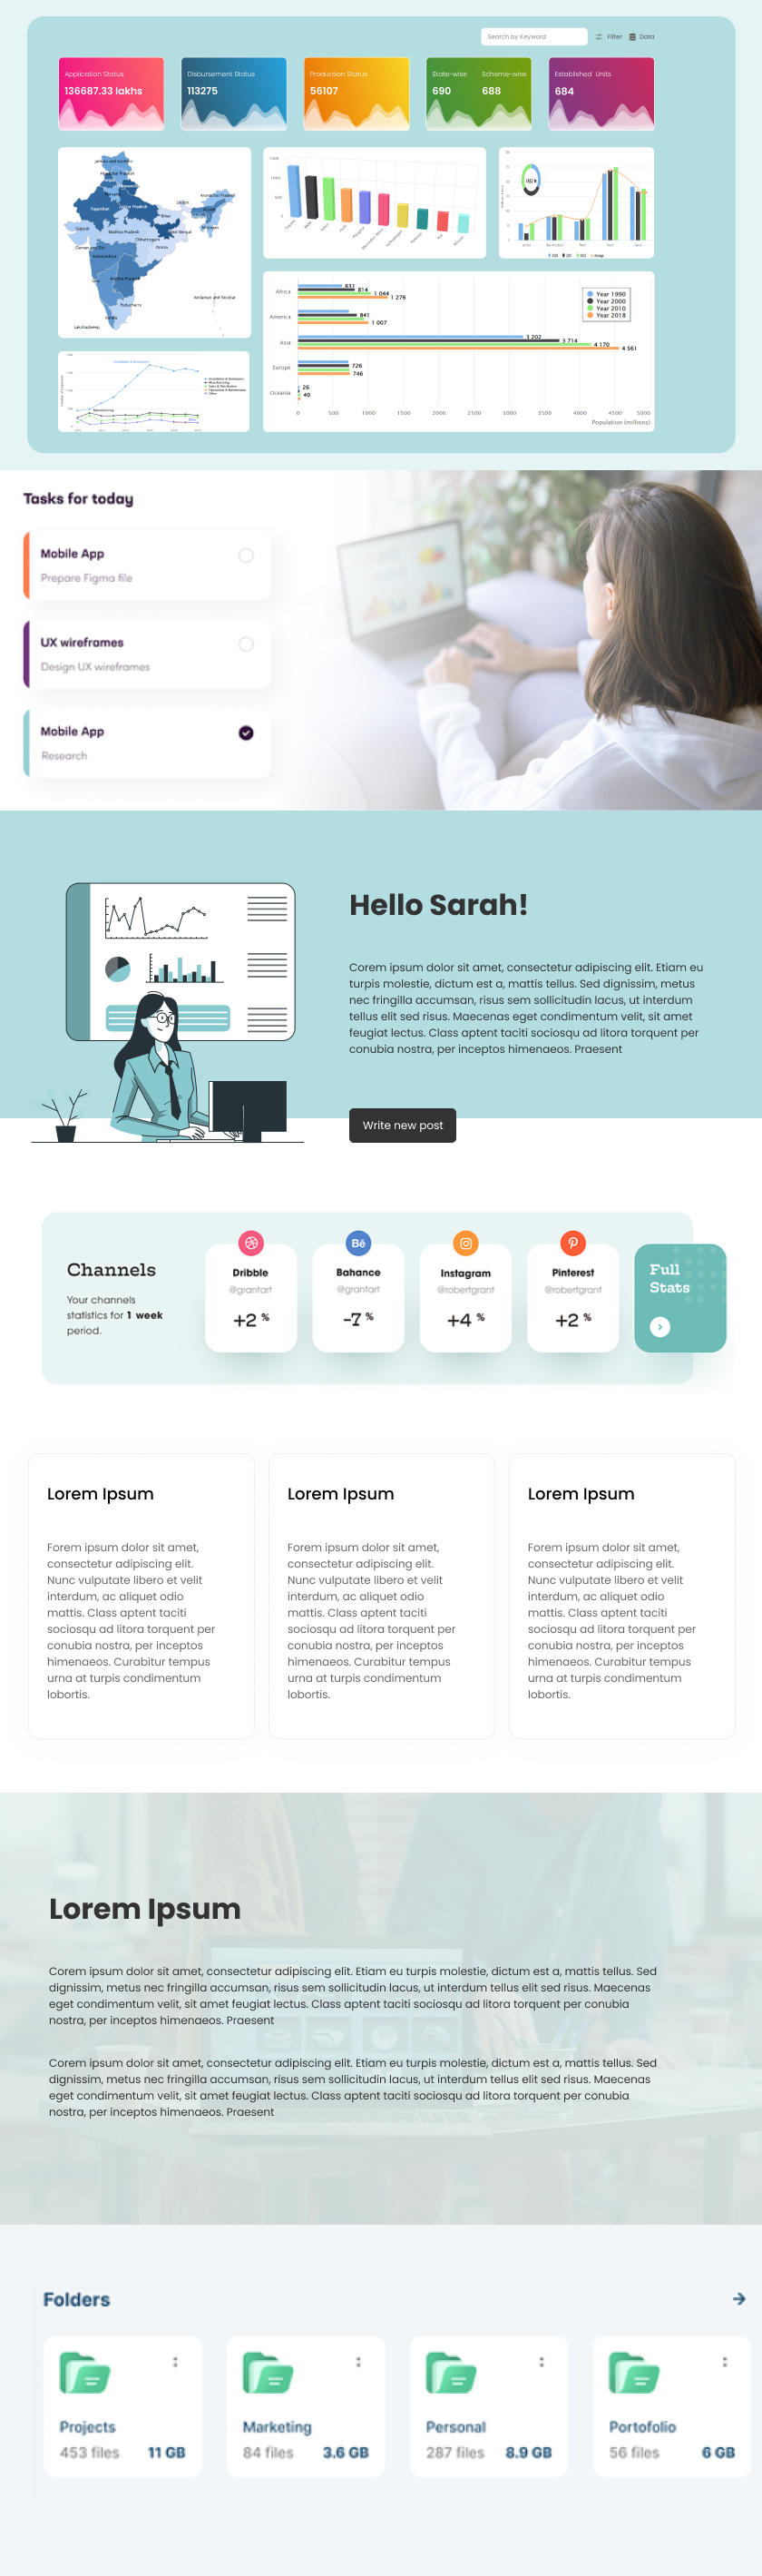 Search by Keyword
Filter
Data
Application Status
136687.33 lakhs
Disbursement Status
113275
Production Status
56107
State-wise
Scheme-wise
690
688
Established Units
684
Rajasthan
Gujarat
Madhya Pradesh
Bihar
Chhattisgarh
Orissa
Maharashtra
Andhra Pradesh
Andaman and Nicobar
Puducherry
Kerala
Lakshadweep
Africa
831
814
1 044
1 276
America
841
1 007
Asia
3 202
3 714
4 170
4 561
Europe
726
746
Oceania
26
40
Year 1990
Year 2000
Year 2010
Year 2018
0
500
1000
1500
2000
2500
3000
3500
4000
4500
5000
Population (millions)
Installation & Developers
Manufacturing
Tasks for today
Mobile App
Prepare Figma file
UX wireframes
Design UX wireframes
Mobile App
Research
Hello Sarah!
Corem ipsum dolor sit amet, consectetur adipiscing elit. Etiam eu
turpis molestie, dictum est a, mattis tellus. Sed dignissim, metus
nec fringilla accumsan, risus sem sollicitudin lacus, ut interdum
tellus elit sed risus. Maecenas eget condimentum velit, sit amet
feugiat lectus. Class aptent taciti sociosqu ad litora torquent per
conubia nostra, per inceptos himenaeos. Praesent
Write new post
Channels
Your channels
statistics for 1 week
period.
Dribble
@grantart
+2 %
Bē
Bahance
@grantart
-7 %
Instagram
@robertgrant
+4 %
Pinterest
@robertgrant
+2 %
Full
Stats
Lorem Ipsum
Forem ipsum dolor sit amet,
consectetur adipiscing elit.
Nunc vulputate libero et velit
interdum, ac aliquet odio
mattis. Class aptent taciti
sociosqu ad litora torquent per
conubia nostra, per inceptos
himenaeos. Curabitur tempus
urna at turpis condimentum
lobortis.
Lorem Ipsum
Forem ipsum dolor sit amet,
consectetur adipiscing elit.
Nunc vulputate libero et velit
interdum, ac aliquet odio
mattis. Class aptent taciti
sociosqu ad litora torquent per
conubia nostra, per inceptos
himenaeos. Curabitur tempus
urna at turpis condimentum
lobortis.
Lorem Ipsum
Forem ipsum dolor sit amet,
consectetur adipiscing elit.
Nunc vulputate libero et velit
interdum, ac aliquet odio
mattis. Class aptent taciti
sociosqu ad litora torquent per
conubia nostra, per inceptos
himenaeos. Curabitur tempus
urna at turpis condimentum
lobortis.
Lorem Ipsum
Corem ipsum dolor sit amet, consectetur adipiscing elit. Etiam eu turpis molestie, dictum est a, mattis tellus. Sed
dignissim, metus nec fringilla accumsan, risus sem sollicitudin lacus, ut interdum tellus elit sed risus. Maecenas
eget condimentum velit, sit amet feugiat lectus. Class aptent taciti sociosqu ad litora torquent per conubia
nostra, per inceptos himenaeos. Praesent
Corem ipsum dolor sit amet, consectetur adipiscing elit. Etiam eu turpis molestie, dictum est a, mattis tellus. Sed
dignissim, metus nec fringilla accumsan, risus sem sollicitudin lacus, ut interdum tellus elit sed risus. Maecenas
eget condimentum velit, sit amet feugiat lectus. Class aptent taciti sociosqu ad litora torquent per conubia
nostra, per inceptos himenaeos. Praesent
Folders
Projects
453 files
11 GB
Marketing
84 files
3.6 GB
Personal
287 files
8.9 GB
Portofolio
56 files
6 GB